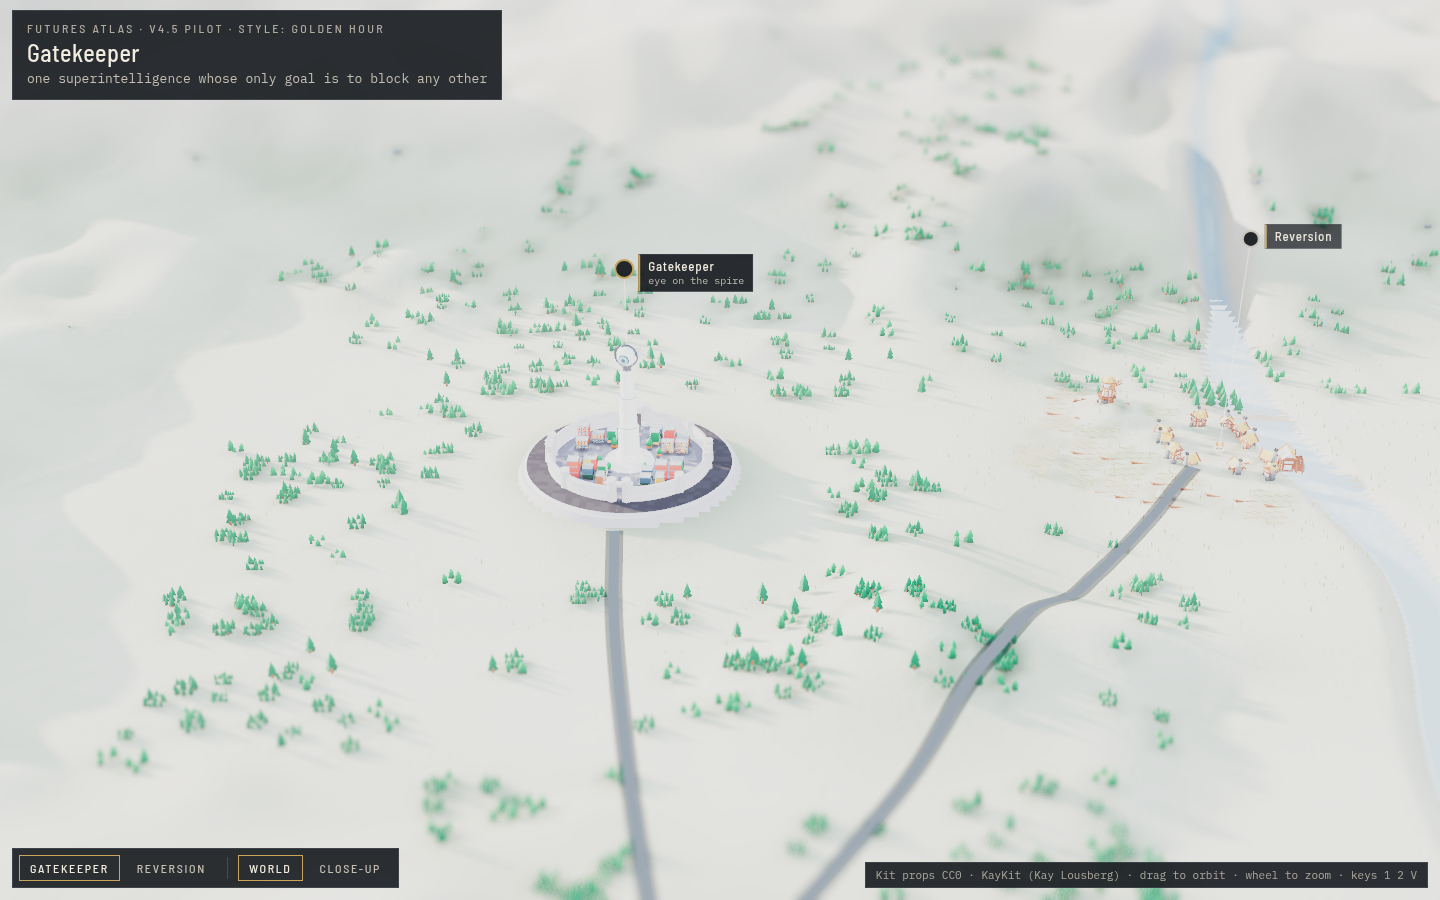 FUTURES ATLAS · V4.5 PILOT · STYLE: GOLDEN HOUR
Gatekeeper
one superintelligence whose only goal is to block any other
Reversion
Gatekeeper
eye on the spire
GATEKEEPER REVERSION WORLD CLOSE-UP
Kit props CC0 · KayKit (Kay Lousberg) · drag to orbit · wheel to zoom · keys 1 2 V